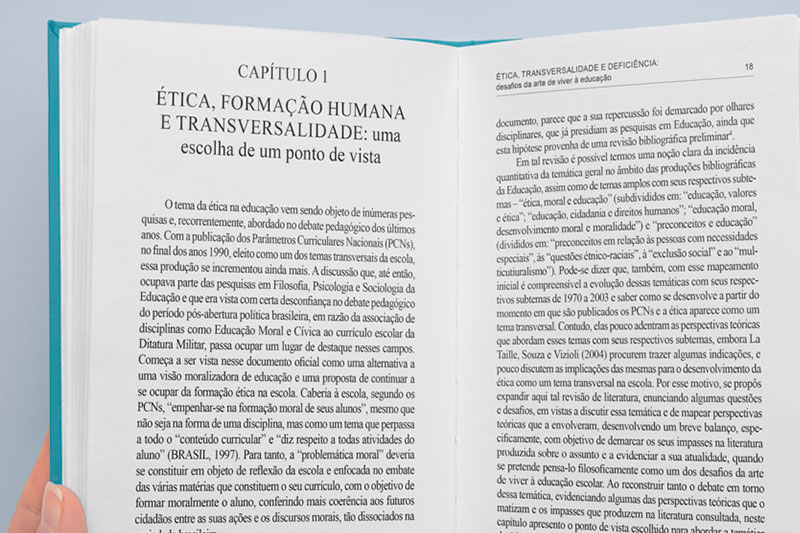 CAPÍTULO 1
ÉTICA, FORMAÇÃO HUMANA
E TRANSVERSALIDADE: uma
escolha de um ponto de vista
O tema da ética na educação vem sendo objeto de inúmeras pes-
quisas e, recorrentemente, abordado no debate pedagógico dos últimos
anos. Com a publicação dos Parâmetros Curriculares Nacionais (PCNs),
no final dos anos 1990, eleito como um dos temas transversais da escola,
essa produção se incrementou ainda mais. A discussão que, até então,
ocupava parte das pesquisas em Filosofia, Psicologia e Sociologia da
Educação e que era vista com certa desconfiança no debate pedagógico
do período pós-abertura política brasileira, em razão da associação de
disciplinas como Educação Moral e Cívica ao currículo escolar da
Ditatura Militar, passa ocupar um lugar de destaque nesses campos.
Começa a ser vista nesse documento oficial como uma alternativa a
uma visão moralizadora de educação e uma proposta de continuar a
se ocupar da formação ética na escola. Caberia à escola, segundo os
PCNs, “empenhar-se na formação moral de seus alunos”, mesmo que
não seja na forma de uma disciplina, mas como um tema que perpassa
a todo o “conteúdo curricular” e “diz respeito a todas atividades do
aluno” (BRASIL, 1997). Para tanto, a “problemática moral” deveria
se constituir em objeto de reflexão da escola e enfocada no embate
das várias matérias que constituem o seu currículo, com o objetivo de
formar moralmente o aluno, conferindo mais coerência aos futuros
cidadãos entre as suas ações e os discursos morais, tão dissociados na
ÉTICA, TRANSVERSALIDADE E DEFICIÊNCIA:
desafios da arte de viver à educação
18
documento, parece que a sua repercussão foi demarcado por olhares
disciplinares, que já presidiam as pesquisas em Educação, ainda que
esta hipótese provenha de uma revisão bibliográfica preliminar⁴.
Em tal revisão é possível termos uma noção clara da incidência
quantitativa da temática geral no âmbito das produções bibliográficas
da Educação, assim como de temas amplos com seus respectivos subte-
mas – “ética, moral e educação” (subdivididos em: “educação, valores
e ética”; “educação, cidadania e direitos humanos”; “educação moral,
desenvolvimento moral e moralidade”) e “preconceitos e educação”
(divididos em: “preconceitos em relação às pessoas com necessidades
especiais”, às “questões étnico-raciais”, à “exclusão social” e ao “mul-
ticutiuralismo”). Pode-se dizer que, também, com esse mapeamento
inicial é compreensível a evolução dessas temáticas com seus respec-
tivos subtemas de 1970 a 2003 e saber como se desenvolve a partir do
momento em que são publicados os PCNs e a ética aparece como um
tema transversal. Contudo, elas pouco adentram as perspectivas teóricas
que abordam esses temas com seus respectivos subtemas, embora La
Taille, Souza e Vizioli (2004) procurem trazer algumas indicações, e
pouco discutem as implicações das mesmas para o desenvolvimento da
ética como um tema transversal na escola. Por esse motivo, se propôs
expandir aqui tal revisão de literatura, enunciando algumas questões
e desafios, em vistas a discutir essa temática e de mapear perspectivas
teóricas que a envolveram, desenvolvendo um breve balanço, espe-
cificamente, com objetivo de demarcar os seus impasses na literatura
produzida sobre o assunto e a evidenciar a sua atualidade, quando
se pretende pensa-lo filosoficamente como um dos desafios da arte
de viver à educação escolar. Ao reconstruir tanto o debate em torno
dessa temática, evidenciando algumas das perspectivas teóricas que o
matizam e os impasses que produzem na literatura consultada, neste
capítulo apresento o ponto de vista escolhido para abordar a temática